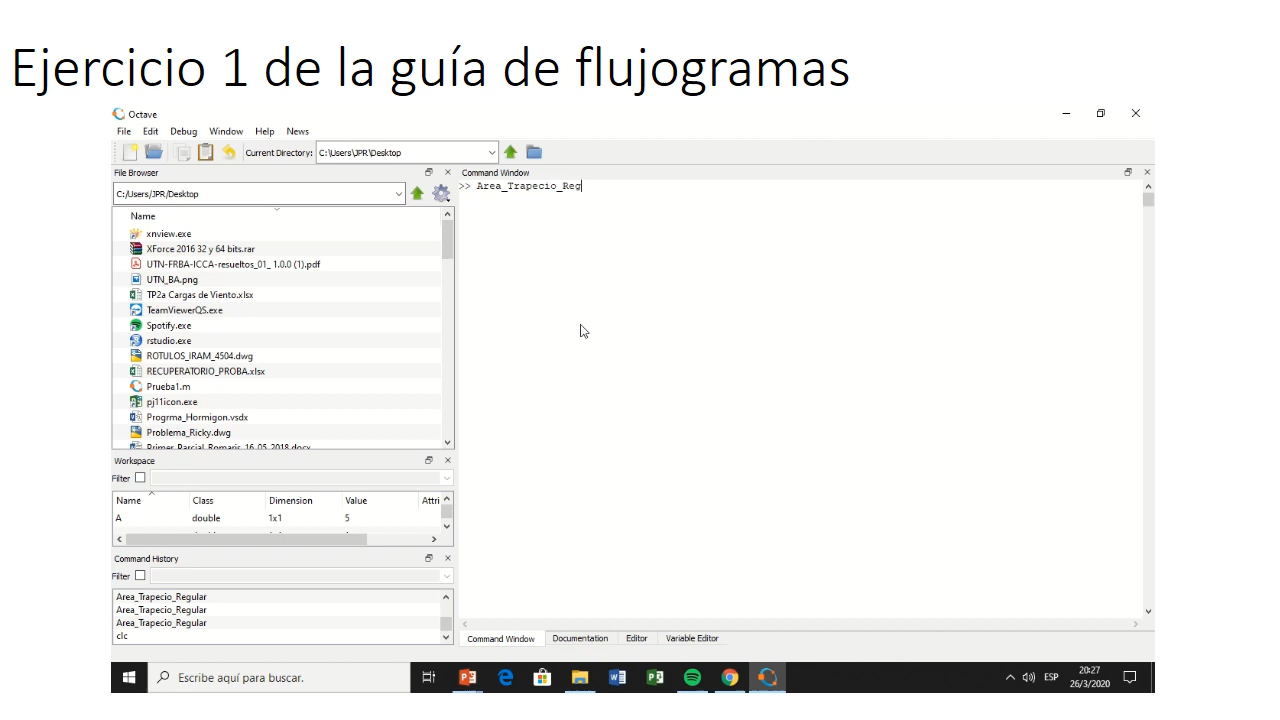 Ejercicio 1 de la guía de flujogramas
Octave
File Edit Debug Window Help News
Current Directory: C:\Users\JPR\Desktop
File Browser
C:/Users/JPR/Desktop
Name
xnview.exe
XForce 2016 32 y 64 bits.rar
UTN-FRBA-ICCA-resueltos_01_ 1.0.0 (1).pdf
UTN_BA.png
TP2a Cargas de Viento.xlsx
TeamViewerQS.exe
Spotify.exe
rstudio.exe
ROTULOS_IRAM_4504.dwg
RECUPERATORIO_PROBA.xlsx
Prueba1.m
pj11icon.exe
Progrma_Hormigon.vsdx
Problema_Ricky.dwg
Primer_Parcial_Romaris_16_05_2018.docx
Workspace
Filter
Name Class Dimension Value Attri
A double 1x1 5
Command History
Filter
Area_Trapecio_Regular
Area_Trapecio_Regular
Area_Trapecio_Regular
clc
Command Window
>> Area_Trapecio_Reg
Command Window Documentation Editor Variable Editor
Escribe aquí para buscar.
ESP
20:27
26/3/2020